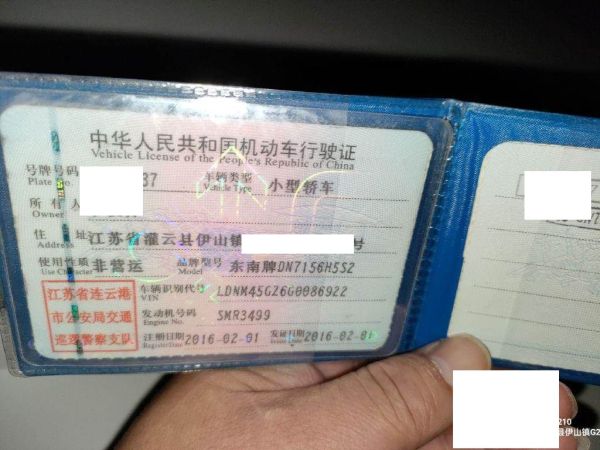 中华人民共和国机动车行驶证
Vehicle License of the People's Republic of China
号牌号码 37 车辆类型 小型轿车
Plate No. Vehicle Type
所有人
Owner
住址 江苏省灌云县伊山镇 号
Address
使用性质 非营运 品牌型号 东南牌DN7156H5S2
Use Character Model
江苏省连云港
市公安局交通
巡逻警察支队
车辆识别代号 LDNM45GZ6G0086922
VIN
发动机号码 SMR3499
Engine No.
注册日期 2016-02-01 发证日期 2016-02-01
Register Date Issue Date
210
县伊山镇G2